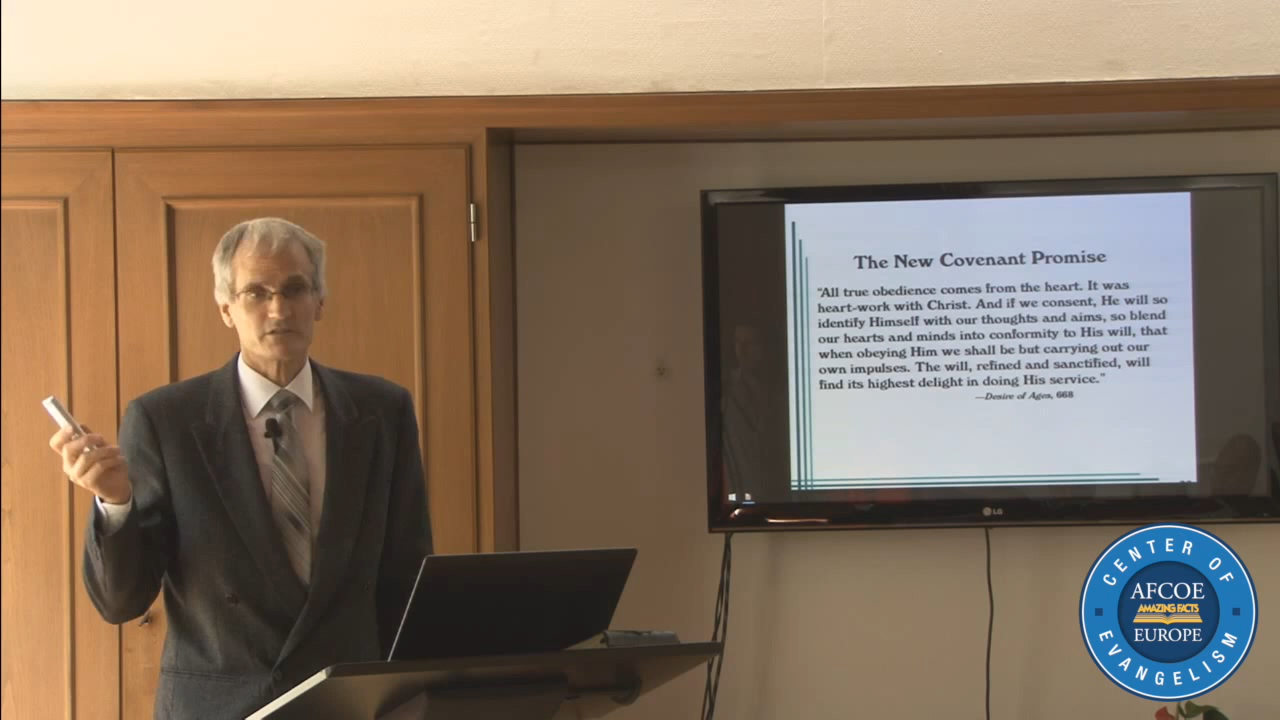 The New Covenant Promise
“All true obedience comes from the heart. It was
heart-work with Christ. And if we consent, He will so
identify Himself with our thoughts and aims, so blend
our hearts and minds into conformity to His will, that
when obeying Him we shall be but carrying out our
own impulses. The will, refined and sanctified, will
find its highest delight in doing His service.”
—Desire of Ages, 668
LG
CENTER OF
AFCOE
AMAZING FACTS
EUROPE
EVANGELISM